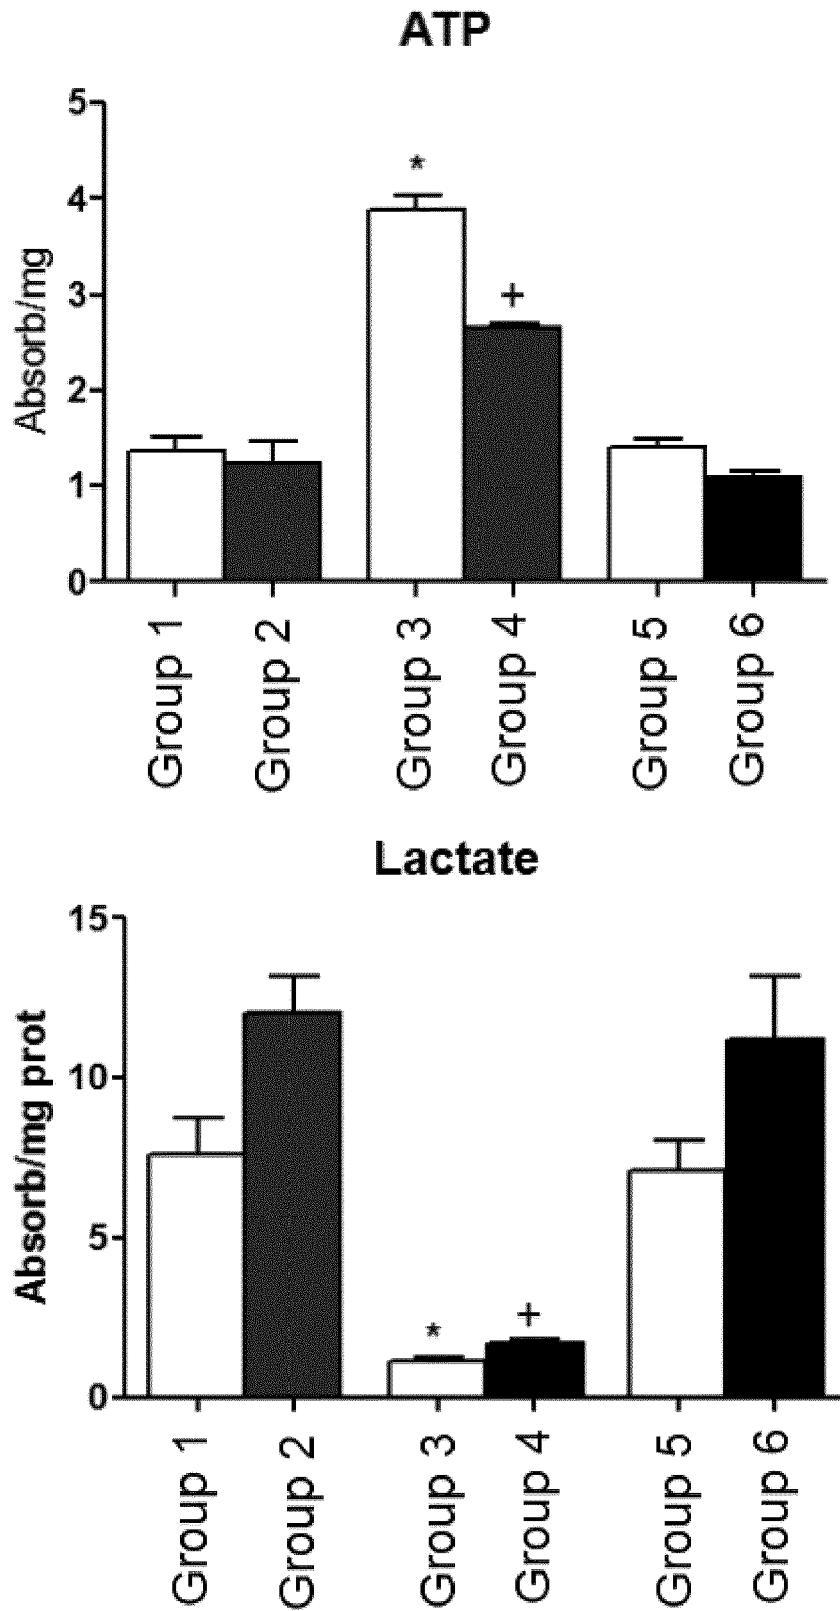 ATP
Absorb/mg
5
4
3
2
1
0
*
+
Group 1
Group 2
Group 3
Group 4
Group 5
Group 6
Lactate
Absorb/mg prot
15
10
5
0
*
+
Group 1
Group 2
Group 3
Group 4
Group 5
Group 6